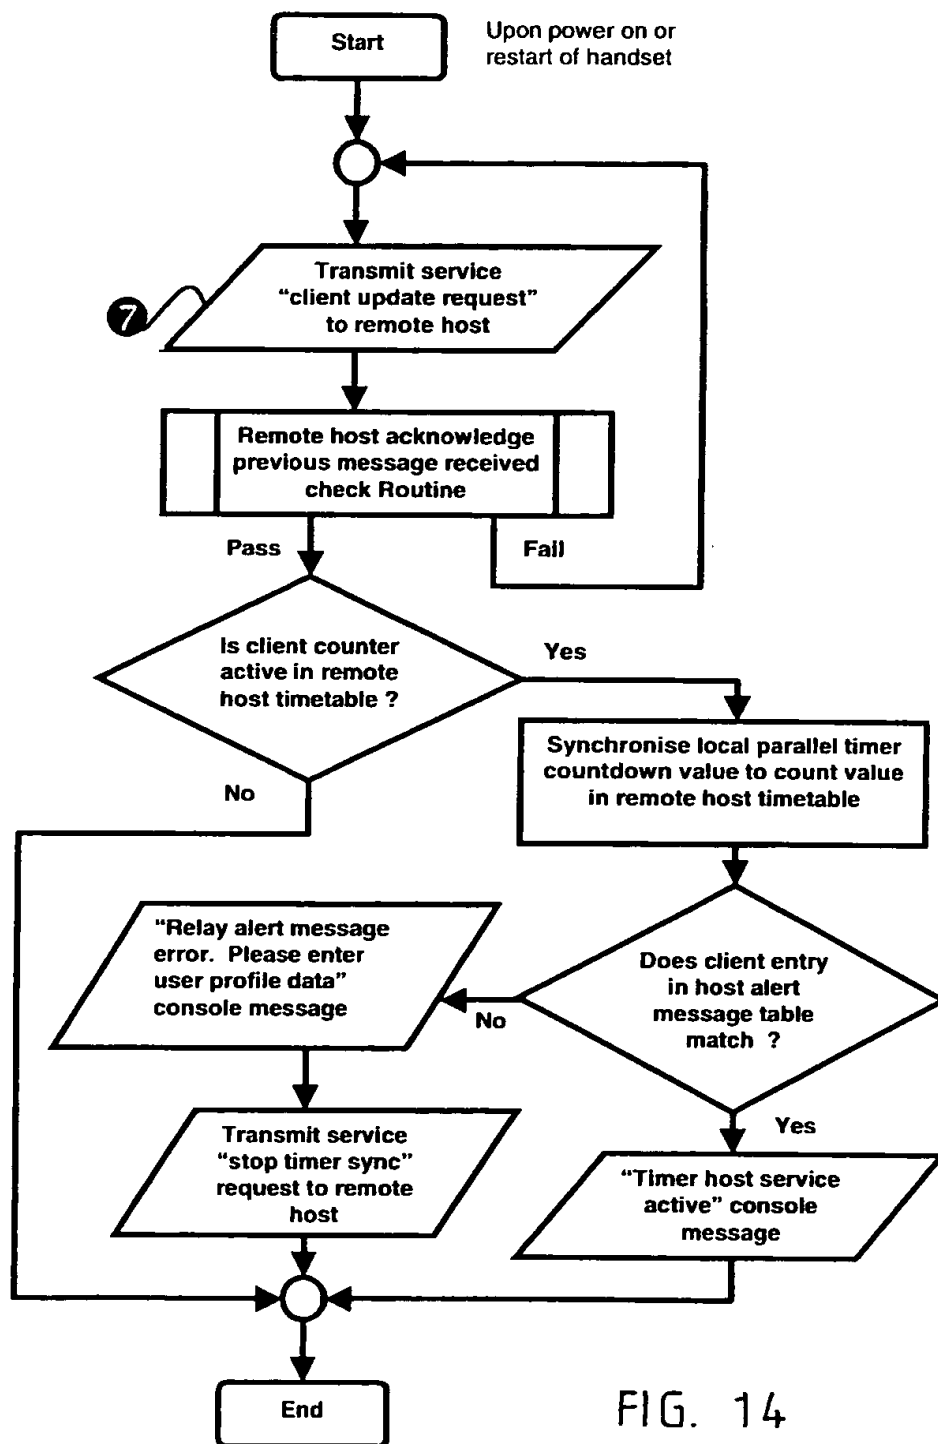 Start
Upon power on or
restart of handset
Transmit service
“client update request”
to remote host
7
Remote host acknowledge
previous message received
check Routine
Pass
Fail
Is client counter
active in remote
host timetable ?
Yes
No
Synchronise local parallel timer
countdown value to count value
in remote host timetable
“Relay alert message
error. Please enter
user profile data”
console message
Does client entry
in host alert
message table
match ?
No
Yes
Transmit service
“stop timer sync”
request to remote
host
“Timer host service
active” console
message
End
FIG. 14